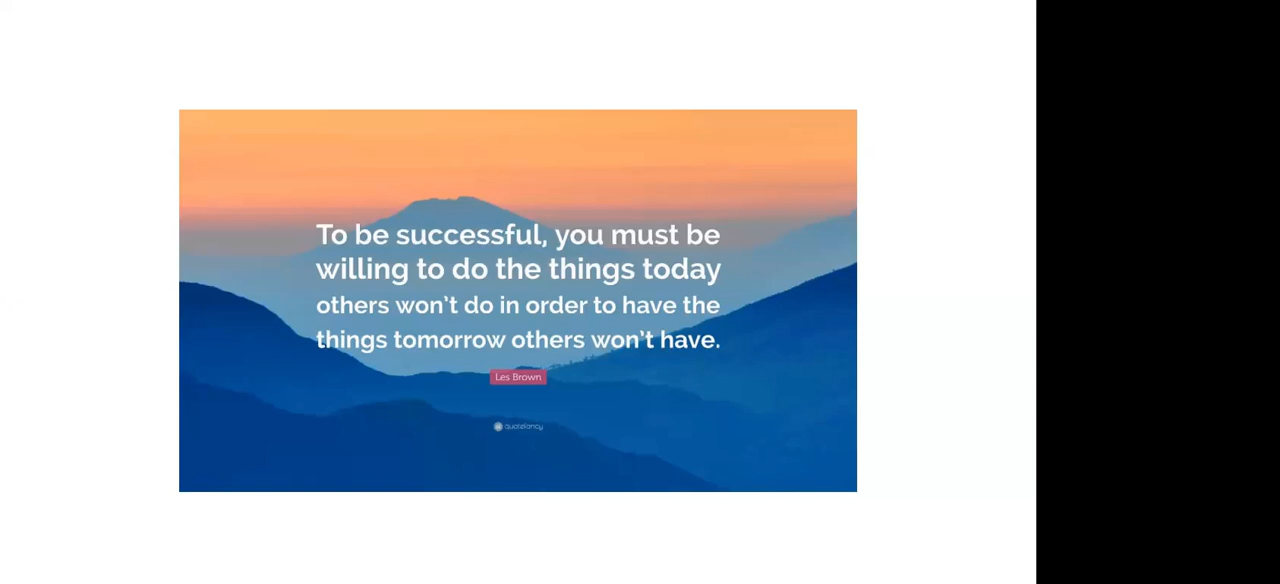 To be successful, you must be
willing to do the things today
others won’t do in order to have the
things tomorrow others won’t have.
Les Brown
quotefancy